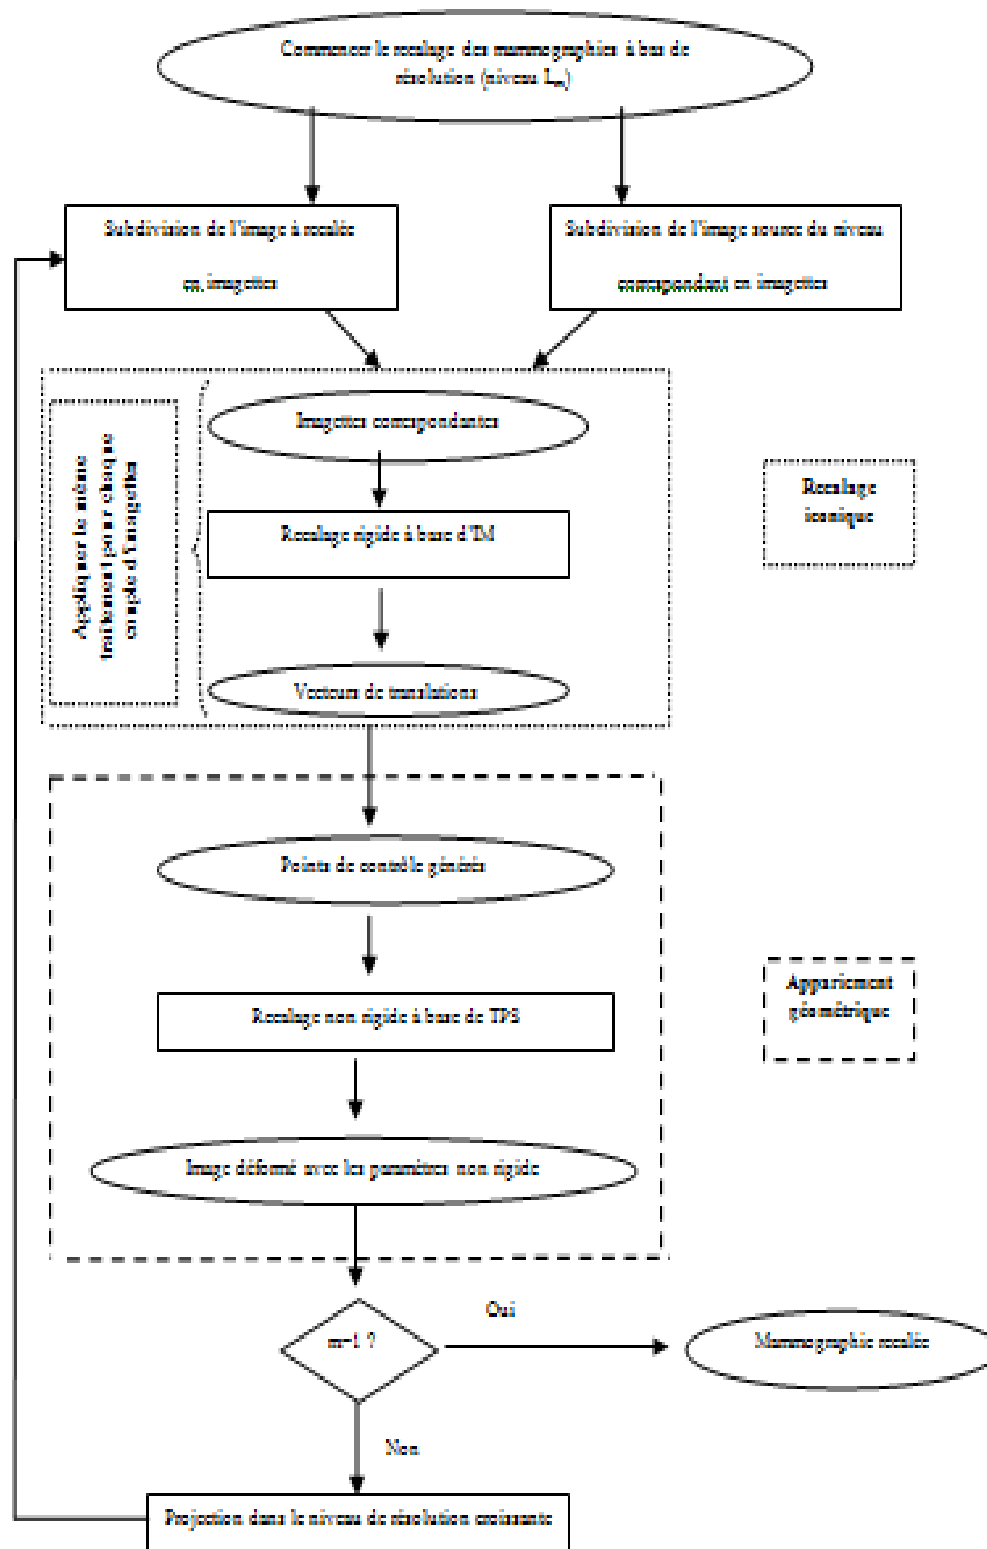 Commencer le recalage des mammographies à bas de
résolution (niveau Lm)
Subdivision de l'image à recalée
en imagettes
Subdivision de l'image source du niveau
correspondant en imagettes
Appliquer le même
traitement pour chaque
couple d'imagettes
Imagettes correspondantes
Recalage rigide à base d'IM
Vecteurs de translations
Recalage
iconique
Points de contrôle générés
Recalage non rigide à base de TPS
Image déformé avec les paramètres non rigide
Appariement
géométrique
m=1 ?
Oui
Mammographie recalée
Non
Projection dans le niveau de résolution croissante